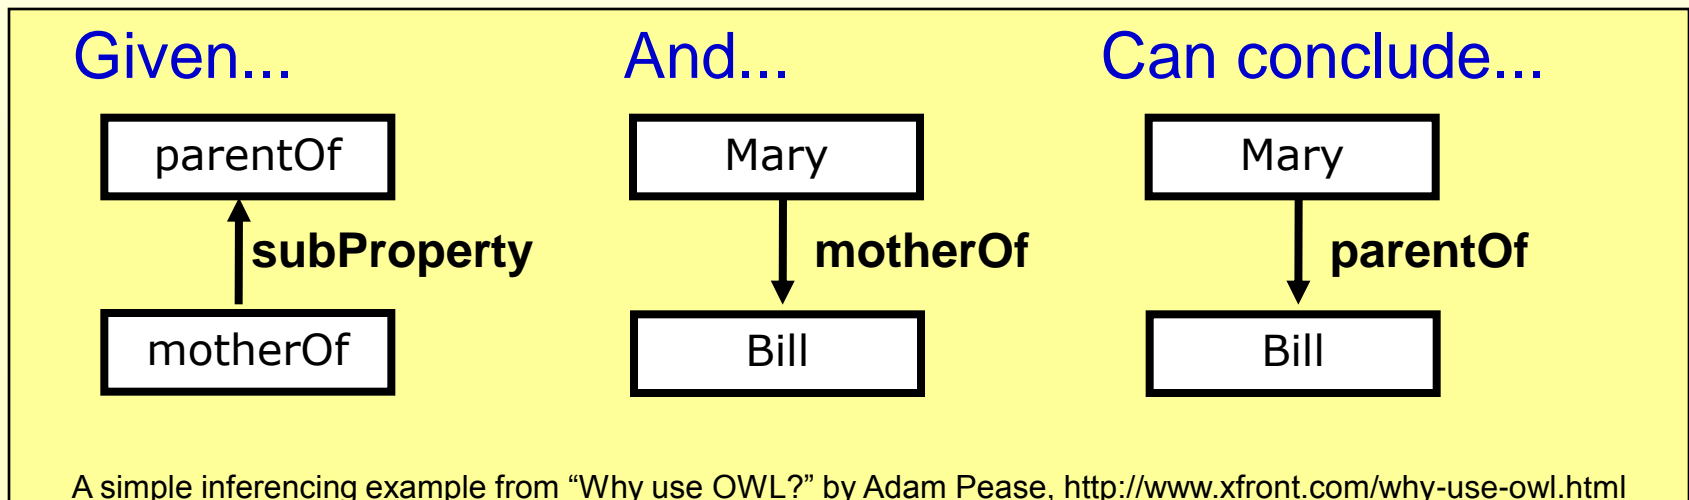 Given...
parentOf
subProperty
motherOf
And...
Mary
motherOf
Bill
Can conclude...
Mary
parentOf
Bill
A simple inferencing example from “Why use OWL?” by Adam Pease, http://www.xfront.com/why-use-owl.html